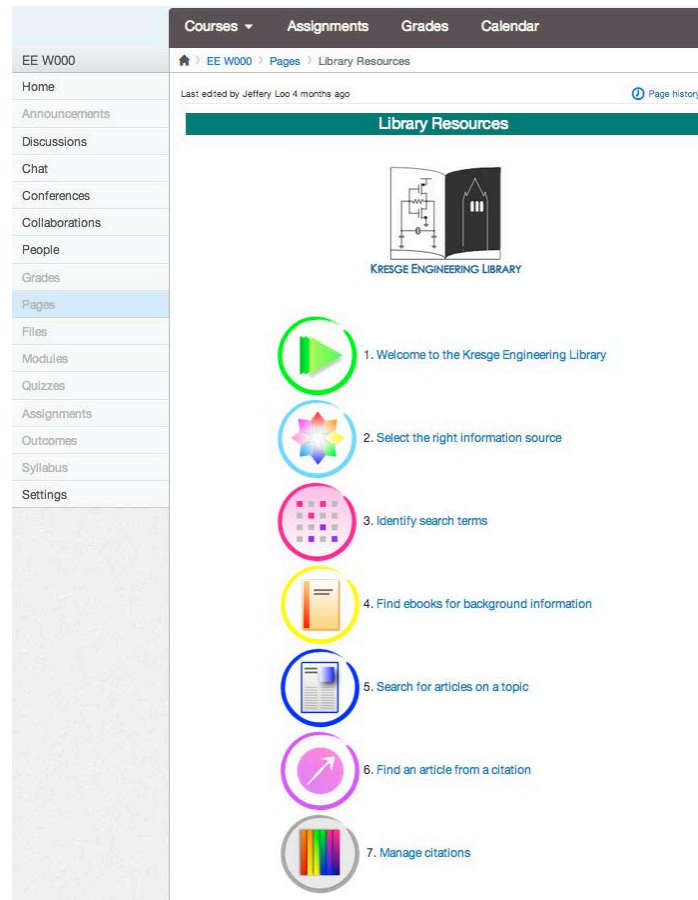 Courses Assignments Grades Calendar
EE W000
EE W000 Pages Library Resources
Home
Announcements
Discussions
Chat
Conferences
Collaborations
People
Grades
Pages
Files
Modules
Quizzes
Assignments
Outcomes
Syllabus
Settings
Last edited by Jeffery Loo 4 months ago
Page history
Library Resources
KRESGE ENGINEERING LIBRARY
1. Welcome to the Kresge Engineering Library
2. Select the right information source
3. Identify search terms
4. Find ebooks for background information
5. Search for articles on a topic
6. Find an article from a citation
7. Manage citations